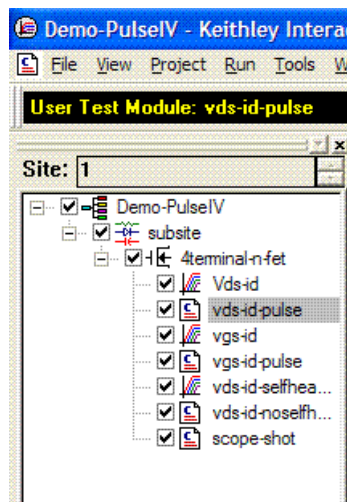 Demo-PulseIV - Keithley Intera
File View Project Run Tools W
User Test Module: vds-id-pulse
Site: 1
Demo-PulseIV
subsite
4terminal-n-fet
Vds-id
vds-id-pulse
vgs-id
vgs-id-pulse
vds-id-selfhea...
vds-id-noselfh...
scope-shot